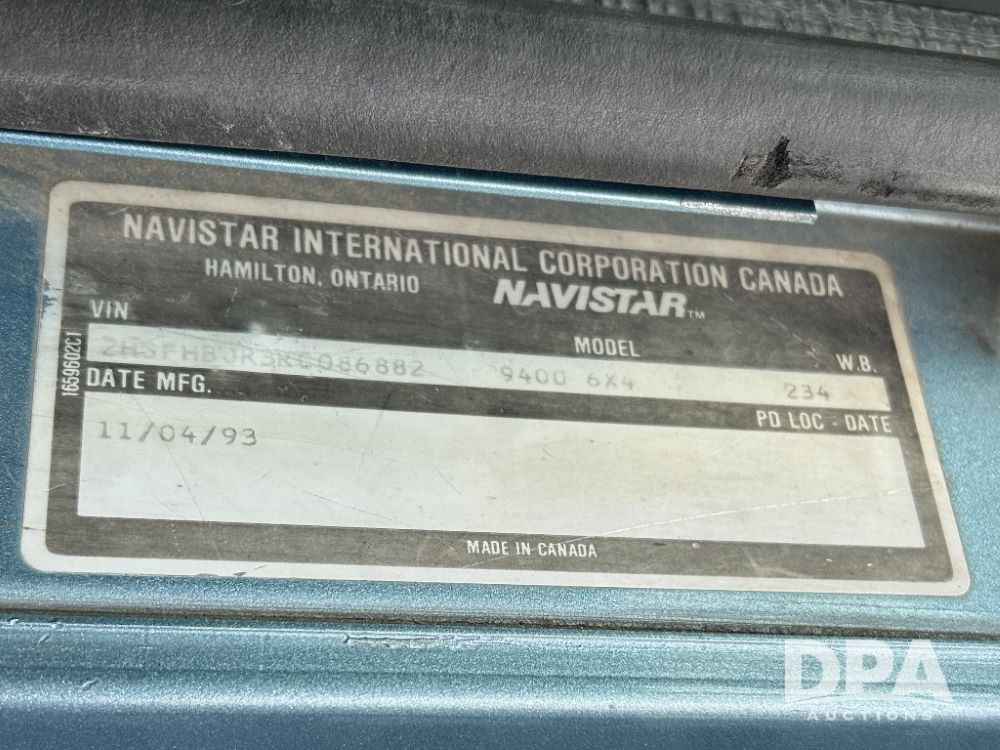 NAVISTAR INTERNATIONAL CORPORATION CANADA
HAMILTON, ONTARIO
NAVISTAR™
VIN
MODEL
W.B.
2HSFHBJR3RC086882
9400 6X4
234
DATE MFG.
PD LOC - DATE
11/04/93
MADE IN CANADA
1659602C1
DPA
AUCTIONS